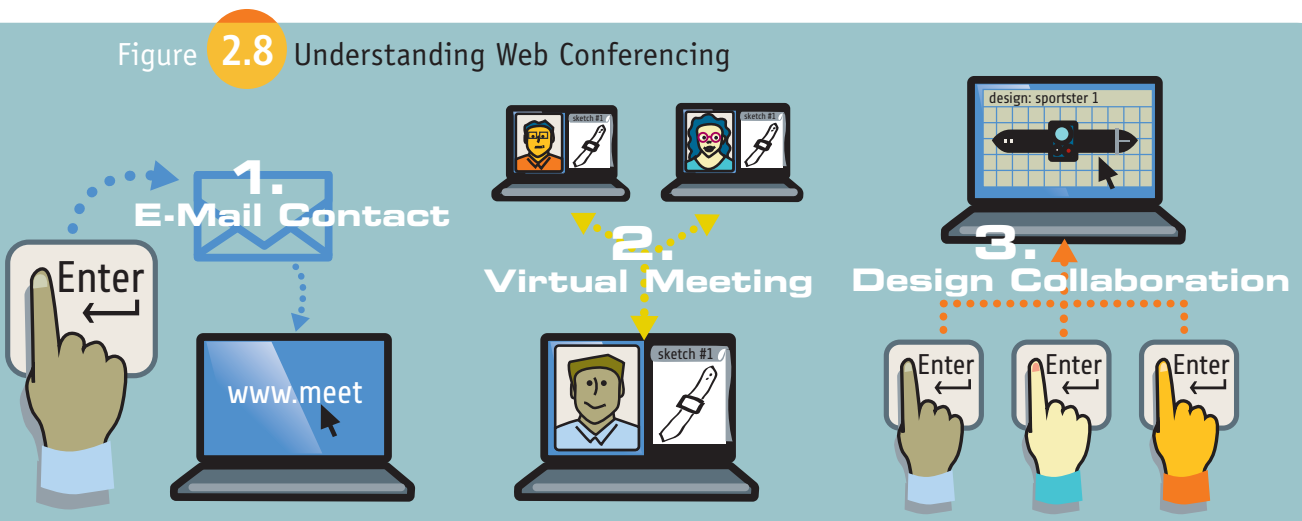 Figure 2.8 Understanding Web Conferencing
1.
E-Mail Contact
Enter
www.meet
sketch #1
sketch #1
2.
Virtual Meeting
sketch #1
design: sportster 1
3.
Design Collaboration
Enter
Enter
Enter